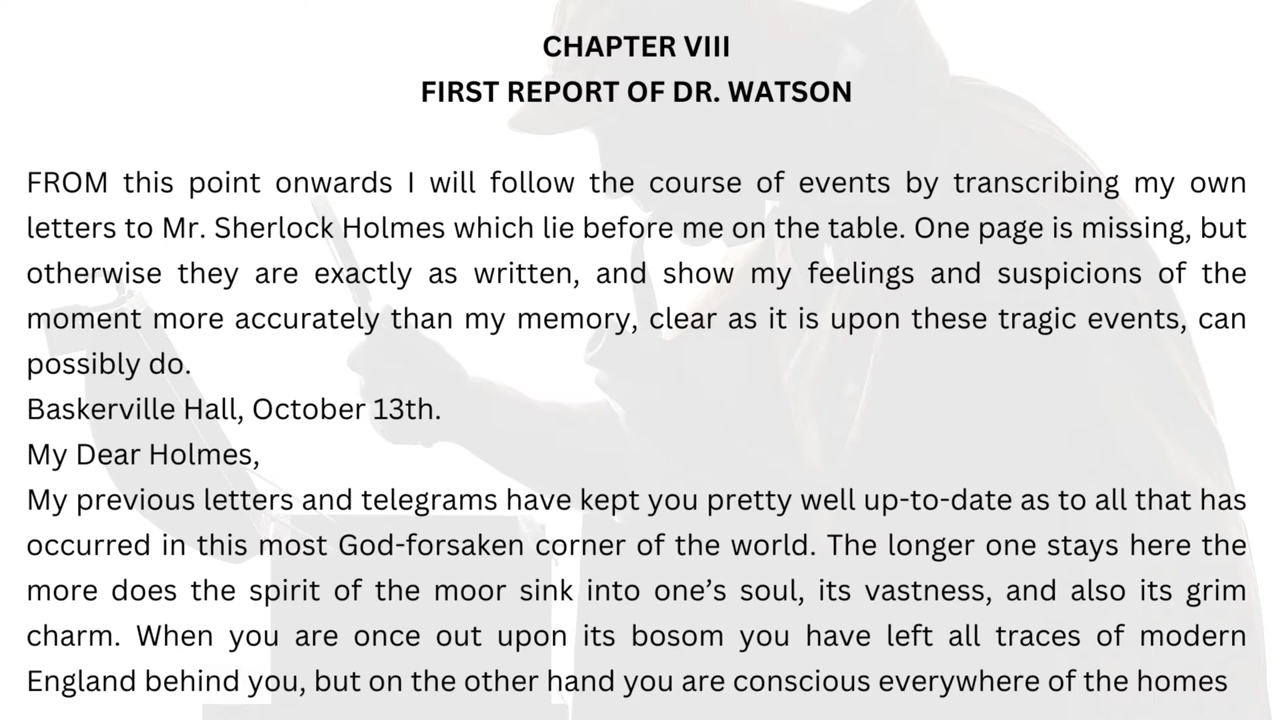 CHAPTER VIII
FIRST REPORT OF DR. WATSON
FROM this point onwards I will follow the course of events by transcribing my own
letters to Mr. Sherlock Holmes which lie before me on the table. One page is missing, but
otherwise they are exactly as written, and show my feelings and suspicions of the
moment more accurately than my memory, clear as it is upon these tragic events, can
possibly do.
Baskerville Hall, October 13th.
My Dear Holmes,
My previous letters and telegrams have kept you pretty well up-to-date as to all that has
occurred in this most God-forsaken corner of the world. The longer one stays here the
more does the spirit of the moor sink into one’s soul, its vastness, and also its grim
charm. When you are once out upon its bosom you have left all traces of modern
England behind you, but on the other hand you are conscious everywhere of the homes